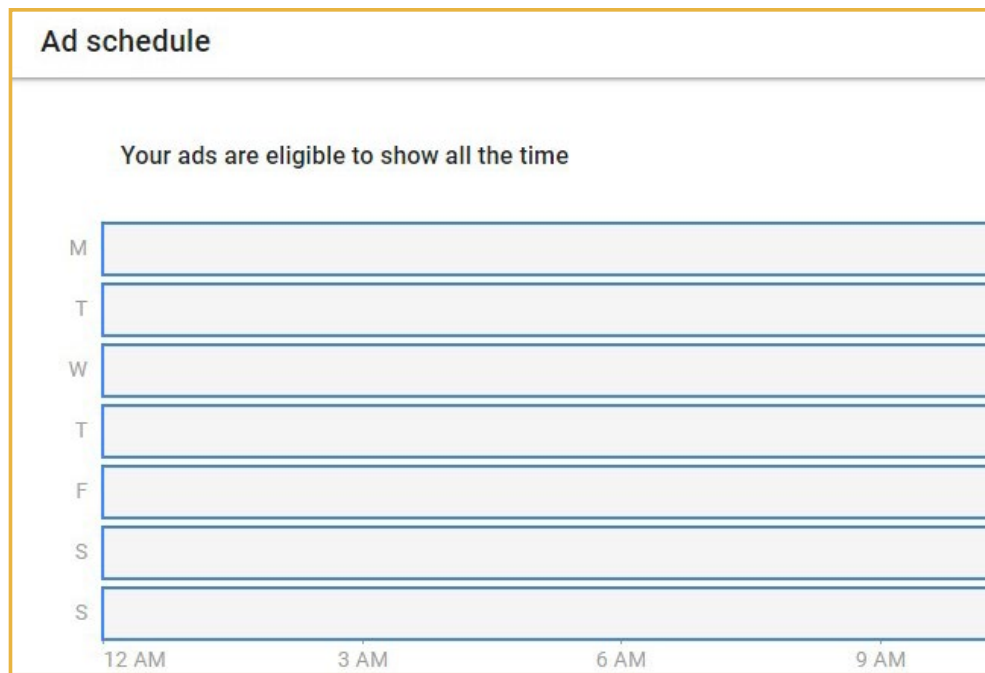 Ad schedule
Your ads are eligible to show all the time
M
T
W
T
F
S
S
12 AM 3 AM 6 AM 9 AM